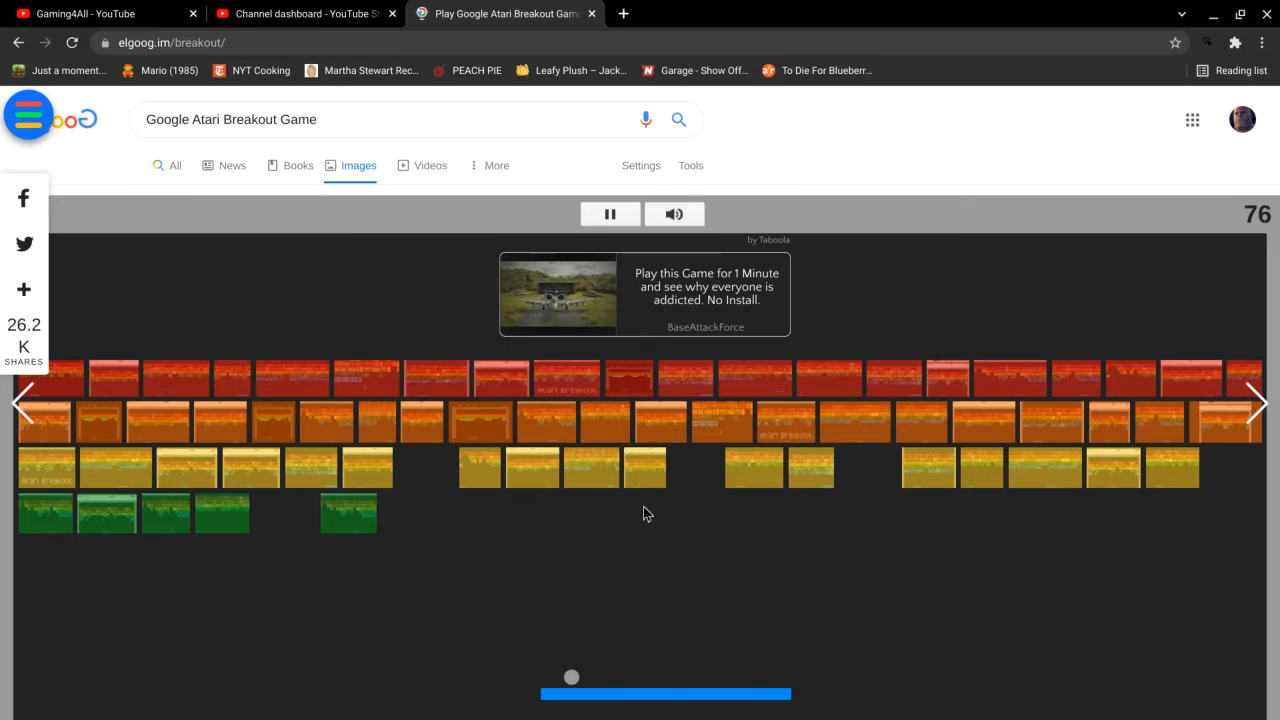 Gaming4All - YouTube
Channel dashboard - YouTube St
Play Google Atari Breakout Game
elgoog.im/breakout/
Just a moment...
Mario (1985)
NYT Cooking
Martha Stewart Rec...
PEACH PIE
Leafy Plush – Jack...
Garage - Show Off...
To Die For Blueberr...
Reading list
Google Atari Breakout Game
All
News
Books
Images
Videos
More
Settings
Tools
76
by Taboola
Play this Game for 1 Minute
and see why everyone is
addicted. No Install.
BaseAttackForce
26.2
K
SHARES